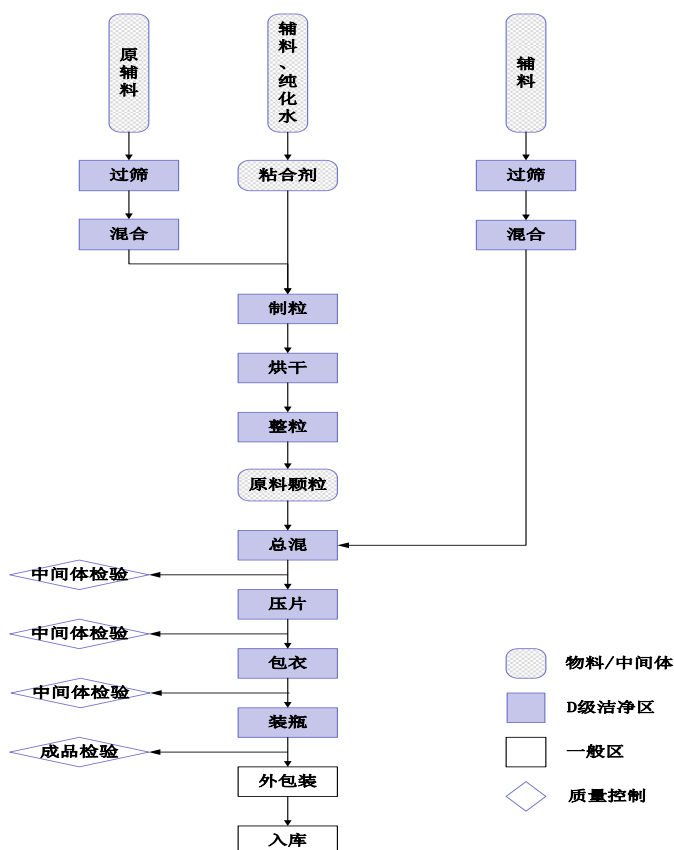 原辅料
辅料、纯化水
辅料
过筛
粘合剂
过筛
混合
混合
制粒
烘干
整粒
原料颗粒
总混
中间体检验
压片
中间体检验
包衣
中间体检验
装瓶
成品检验
外包装
入库
物料/中间体
D级洁净区
一般区
质量控制